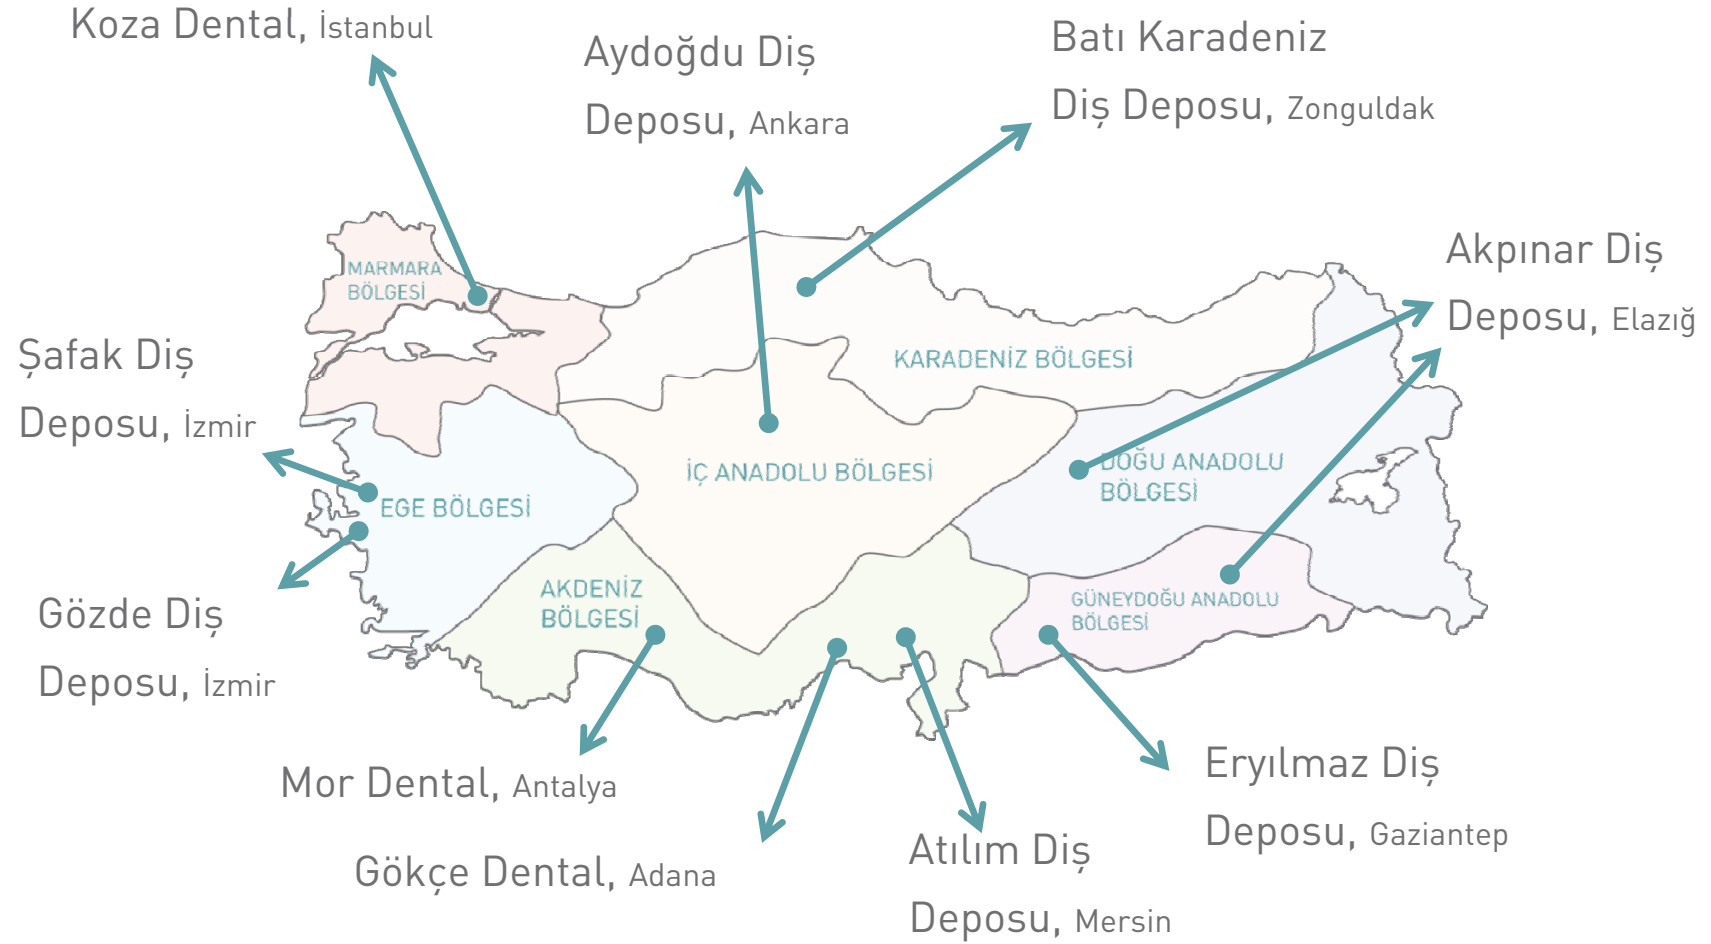 Koza Dental, İstanbul
Aydoğdu Diş
Deposu, Ankara
Batı Karadeniz
Diş Deposu, Zonguldak
Akpınar Diş
Deposu, Elazığ
MARMARA
BÖLGESİ
Şafak Diş
Deposu, İzmir
KARADENİZ BÖLGESİ
İÇ ANADOLU BÖLGESİ
DOĞU ANADOLU
BÖLGESİ
EGE BÖLGESİ
Gözde Diş
Deposu, İzmir
AKDENİZ
BÖLGESİ
GÜNEYDOĞU ANADOLU
BÖLGESİ
Mor Dental, Antalya
Gökçe Dental, Adana
Atılım Diş
Deposu, Mersin
Eryılmaz Diş
Deposu, Gaziantep